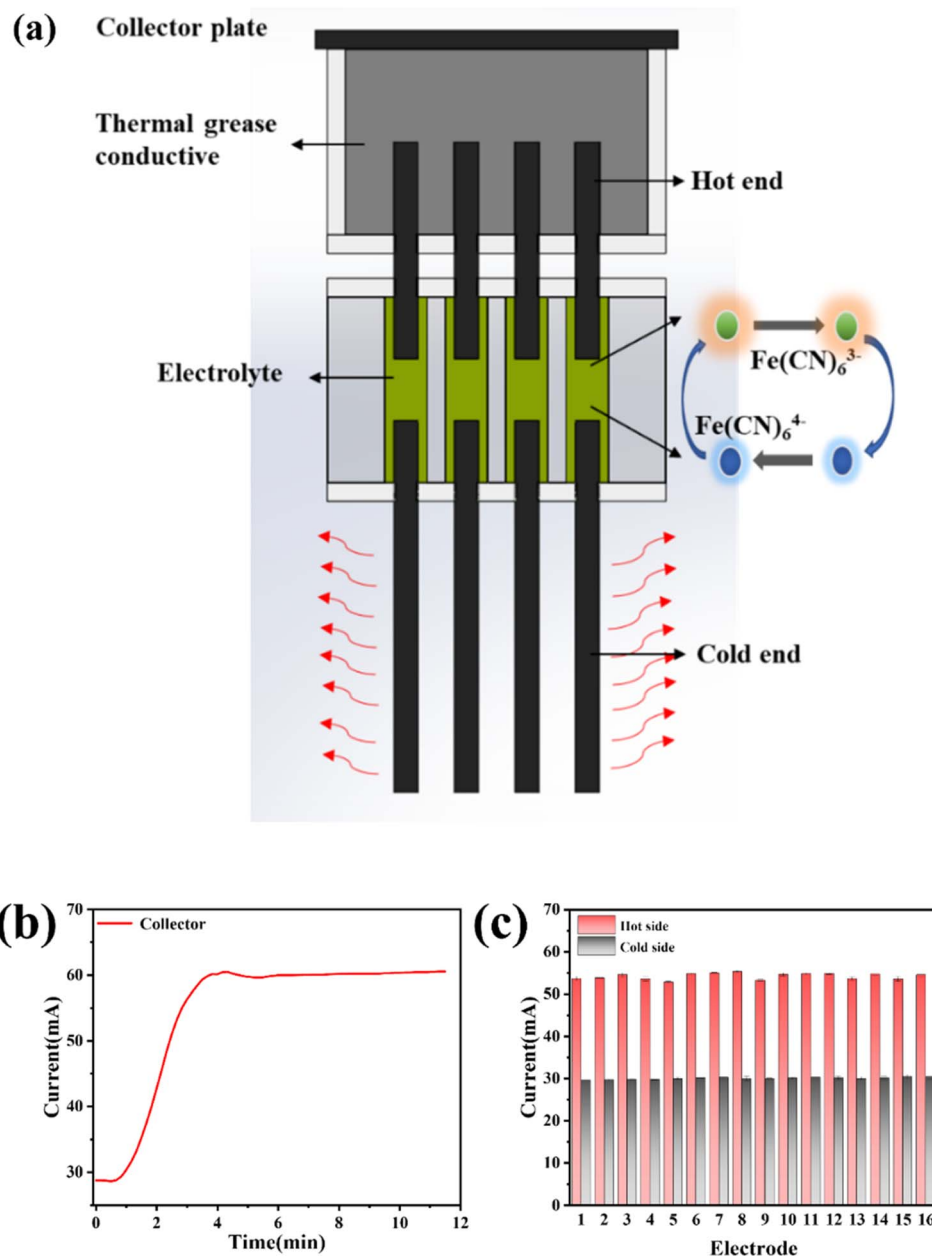 (a)
Collector plate
Thermal grease
conductive
Hot end
Electrolyte
Fe(CN)₆³⁻
Fe(CN)₆⁴⁻
Cold end
(b)
Collector
Current(mA)
70
60
50
40
30
0 2 4 6 8 10 12
Time(min)
(c)
Hot side
Cold side
Current(mA)
70
60
50
40
30
20
10
0
1 2 3 4 5 6 7 8 9 10 11 12 13 14 15 16
Electrode